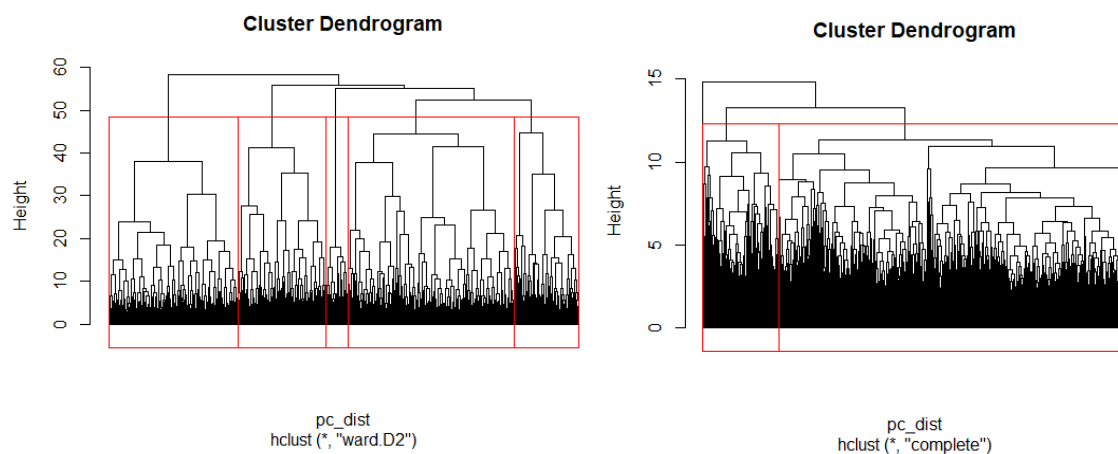 Cluster Dendrogram
Height
60
50
40
30
20
10
0
pc_dist
hclust (*, "ward.D2")
Cluster Dendrogram
Height
15
10
5
0
pc_dist
hclust (*, "complete")